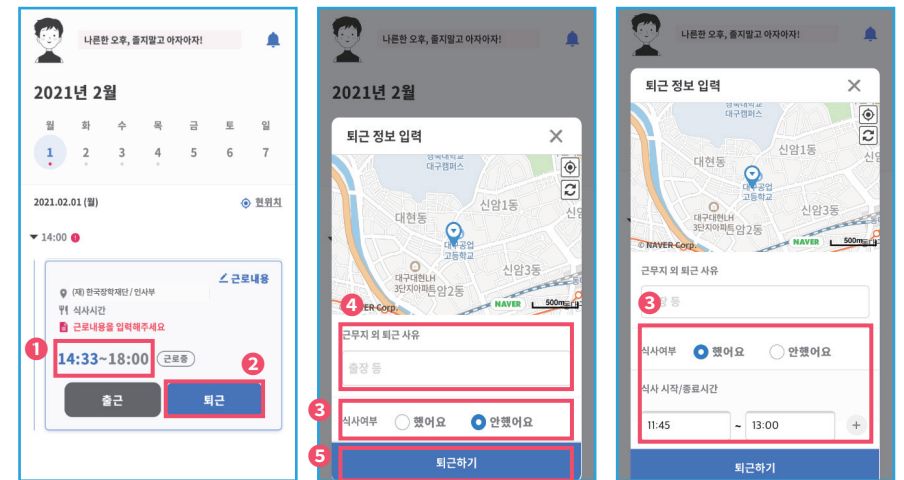 나른한 오후, 졸지말고 아자아자!
2021년 2월
월 화 수 목 금 토 일
1 2 3 4 5 6 7
2021.02.01 (월) 현위치
14:00
근로내용
(재) 한국장학재단 / 인사부
식사시간
근로내용을 입력해주세요
1
14:33~18:00 근로중
2
출근 퇴근
나른한 오후, 졸지말고 아자아자!
2021년 2월
퇴근 정보 입력
대구캠퍼스
대현동
신암1동
대구공업
고등학교
대구대현LH
3단지아파트
신암2동
신암3동
ER Corp.
NAVER 500m
4
근무지 외 퇴근 사유
출장 등
3
식사여부 했어요 안했어요
5
퇴근하기
나른한 오후, 졸지말고 아자아자!
퇴근 정보 입력
대구캠퍼스
대현동
신암1동
대구공업
고등학교
대구대현LH
3단지아파트
신암2동
신암3동
© NAVER Corp.
NAVER 500m
근무지 외 퇴근 사유
3
장 등
식사여부 했어요 안했어요
식사 시작/종료시간
11:45 ~ 13:00 +
퇴근하기